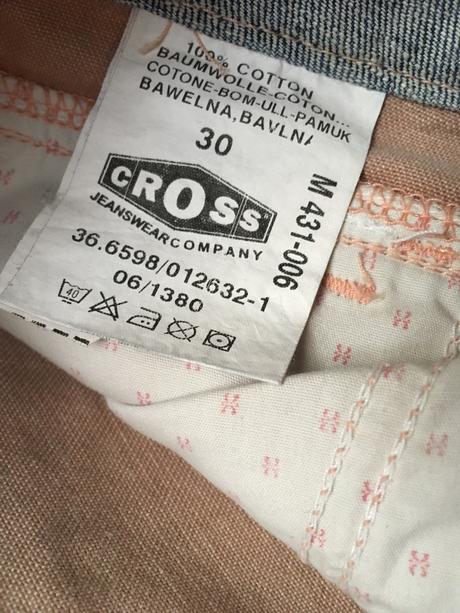 100% COTTON
BAUMWOLLE-COTON...
COTONE-BOM-ULL-PAMUK
BAWELNA, BAVLNA
30
CROSS
JEANSWEARCOMPANY
M 431-006
36.6598/012632-1
06/1380
40